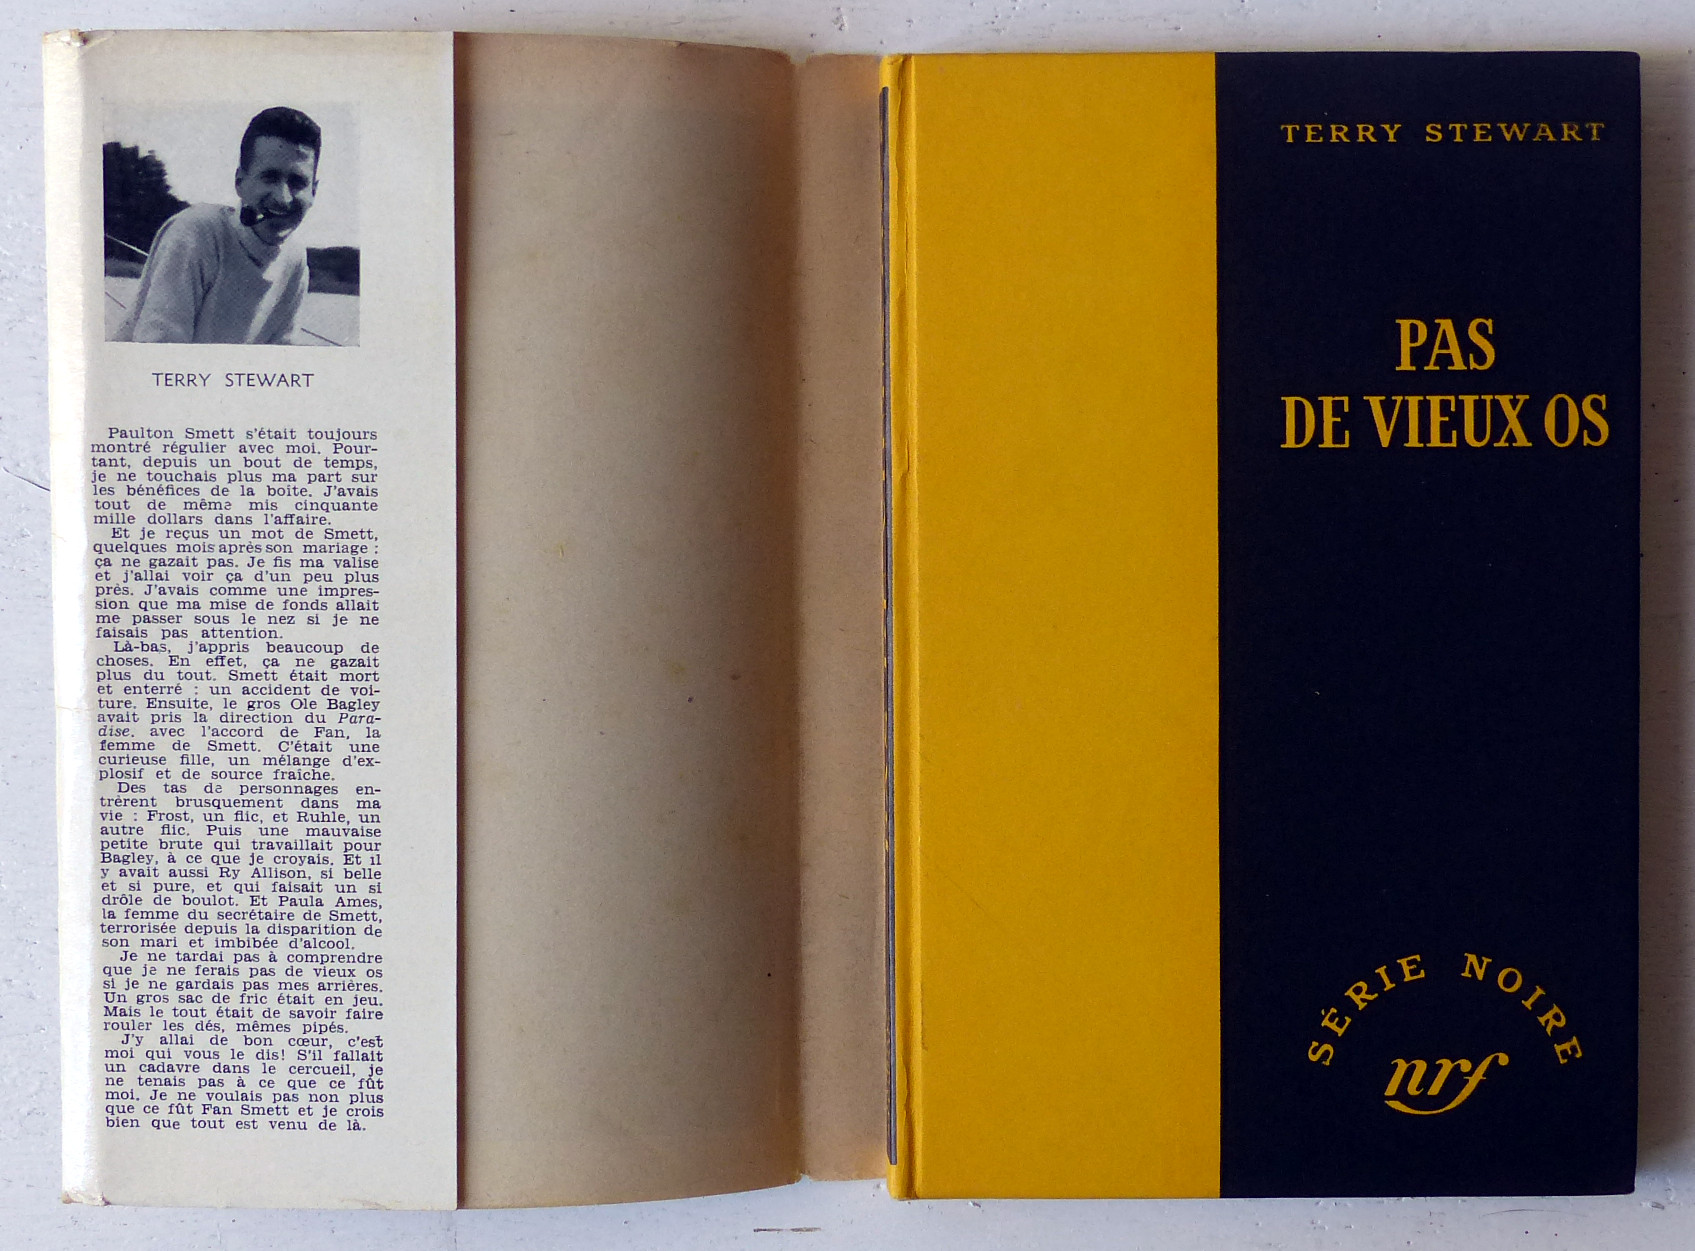 TERRY STEWART
Paulton Smett s'était toujours
montré régulier avec moi. Pour-
tant, depuis un bout de temps,
je ne touchais plus ma part sur
les bénéfices de la boîte. J'avais
tout de même mis cinquante
mille dollars dans l'affaire.
Et je reçus un mot de Smett,
quelques mois après son mariage :
ça ne gazait pas. Je fis ma valise
et j'allai voir ça d'un peu plus
près. J'avais comme une impres-
sion que ma mise de fonds allait
me passer sous le nez si je ne
faisais pas attention.
Là-bas, j'appris beaucoup de
choses. En effet, ça ne gazait
plus du tout. Smett était mort
et enterré : un accident de voi-
ture. Ensuite, le gros Ole Bagley
avait pris la direction du Para-
dise, avec l'accord de Fan, la
femme de Smett. C'était une
curieuse fille, un mélange d'ex-
plosif et de source fraîche.
Des tas de personnages en-
trèrent brusquement dans ma
vie : Frost, un flic, et Ruhle, un
autre flic. Puis une mauvaise
petite brute qui travaillait pour
Bagley, à ce que je croyais. Et il
y avait aussi Ry Allison, si belle
et si pure, et qui faisait un si
drôle de boulot. Et Paula Ames,
la femme du secrétaire de Smett,
terrorisée depuis la disparition de
son mari et imbibée d'alcool.
Je ne tardai pas à comprendre
que je ne ferais pas de vieux os
si je ne gardais pas mes arrières.
Un gros sac de fric était en jeu.
Mais le tout était de savoir faire
rouler les dés, mêmes pipés.
J'y allai de bon cœur, c'est
moi qui vous le dis! S'il fallait
un cadavre dans le cercueil, je
ne tenais pas à ce que ce fût
moi. Je ne voulais pas non plus
que ce fût Fan Smett et je crois
bien que tout est venu de là.
TERRY STEWART
PAS
DE VIEUX OS
SÉRIE NOIRE
nrf